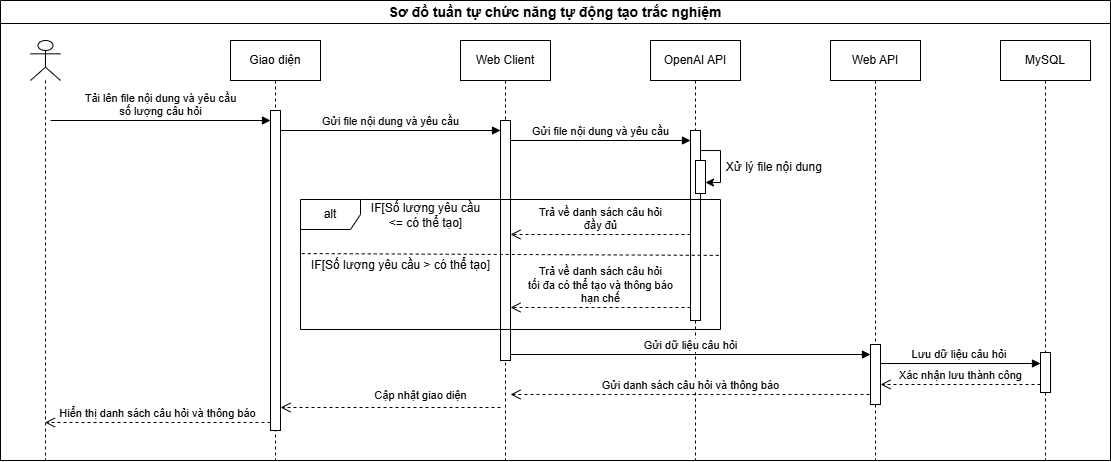 Sơ đồ tuần tự chức năng tự động tạo trắc nghiệm
Giao diện
Web Client
OpenAI API
Web API
MySQL
Tải lên file nội dung và yêu cầu
số lượng câu hỏi
Gửi file nội dung và yêu cầu
Gửi file nội dung và yêu cầu
Xử lý file nội dung
alt
IF[Số lượng yêu cầu
<= có thể tạo]
Trả về danh sách câu hỏi
đầy đủ
IF[Số lượng yêu cầu > có thể tạo]
Trả về danh sách câu hỏi
tối đa có thể tạo và thông báo
hạn chế
Gửi dữ liệu câu hỏi
Lưu dữ liệu câu hỏi
Xác nhận lưu thành công
Gửi danh sách câu hỏi và thông báo
Cập nhật giao diện
Hiển thị danh sách câu hỏi và thông báo